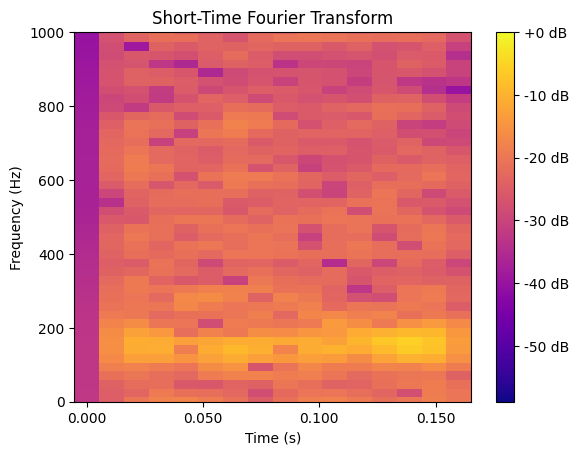 Short-Time Fourier Transform
1000
800
600
400
200
0
Frequency (Hz)
0.000
0.050
0.100
0.150
Time (s)
+0 dB
-10 dB
-20 dB
-30 dB
-40 dB
-50 dB